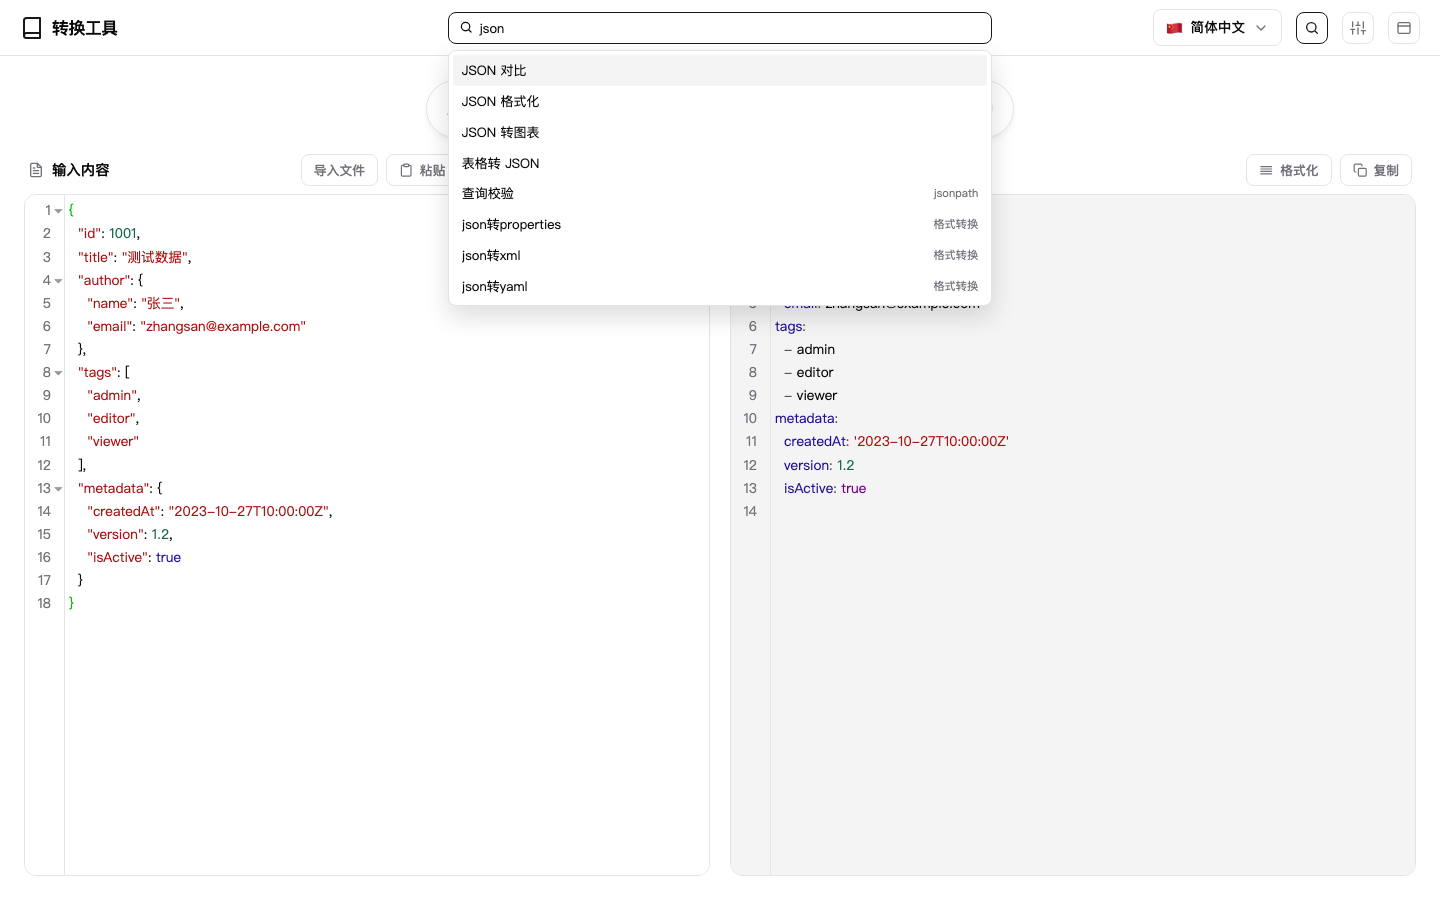 转换工具
json
简体中文
JSON 对比
JSON 格式化
JSON 转图表
表格转 JSON
查询校验 jsonpath
json转properties 格式转换
json转xml 格式转换
json转yaml 格式转换
输入内容
导入文件
粘贴
格式化
复制
1 {
2 "id": 1001,
3 "title": "测试数据",
4 "author": {
5 "name": "张三",
6 "email": "zhangsan@example.com"
7 },
8 "tags": [
9 "admin",
10 "editor",
11 "viewer"
12 ],
13 "metadata": {
14 "createdAt": "2023-10-27T10:00:00Z",
15 "version": 1.2,
16 "isActive": true
17 }
18 }
5 email: zhangsan@example.com
6 tags:
7 - admin
8 - editor
9 - viewer
10 metadata:
11 createdAt: '2023-10-27T10:00:00Z'
12 version: 1.2
13 isActive: true
14